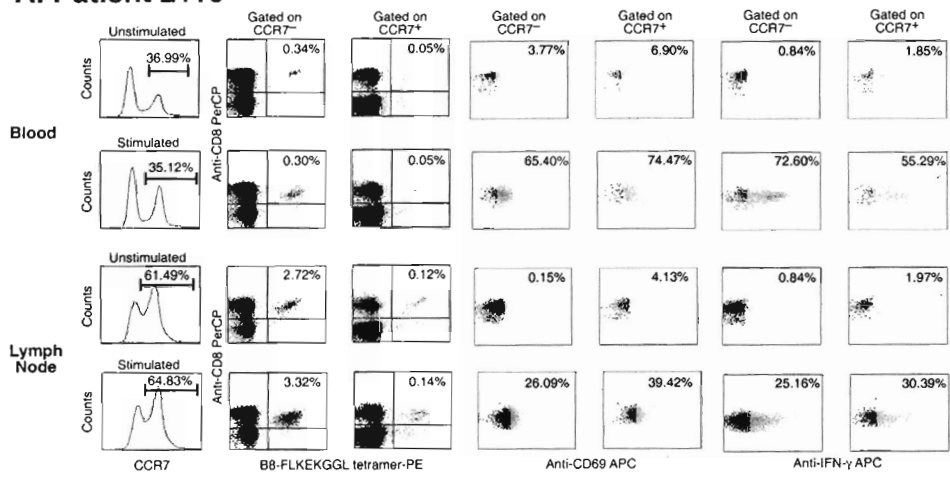 Gated on CCR7⁻
Gated on CCR7⁺
Gated on CCR7⁻
Gated on CCR7⁺
Gated on CCR7⁻
Gated on CCR7⁺
Blood
Unstimulated
Counts
36.99%
Anti-CD8 PerCP
0.34%
0.05%
3.77%
6.90%
0.84%
1.85%
Stimulated
Counts
35.12%
0.30%
0.05%
65.40%
74.47%
72.60%
55.29%
Lymph Node
Unstimulated
Counts
61.49%
Anti-CD8 PerCP
2.72%
0.12%
0.15%
4.13%
0.84%
1.97%
Stimulated
Counts
64.83%
3.32%
0.14%
26.09%
39.42%
25.16%
30.39%
CCR7
B8-FLKEKGGL tetramer-PE
Anti-CD69 APC
Anti-IFN-γ APC